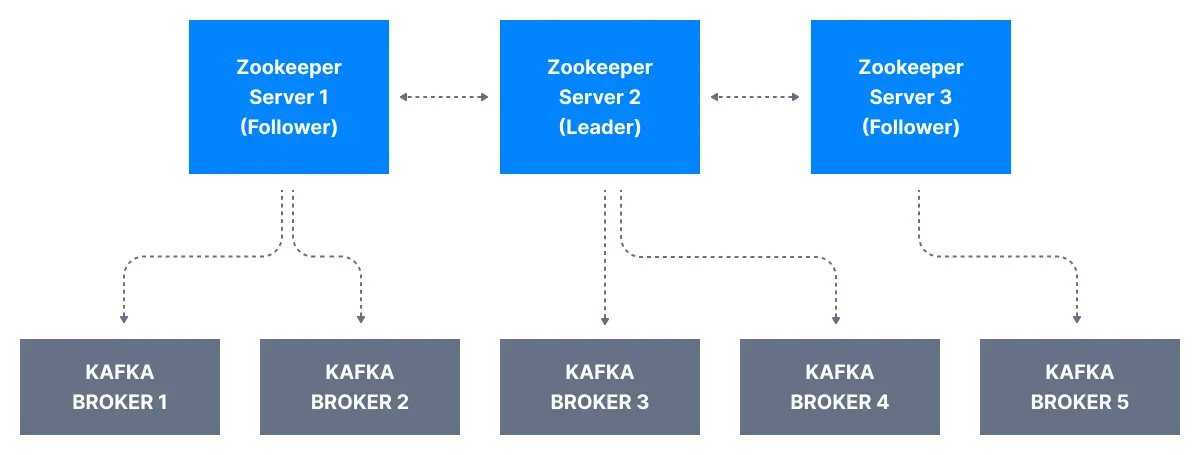 Zookeeper
Server 1
(Follower)
Zookeeper
Server 2
(Leader)
Zookeeper
Server 3
(Follower)
KAFKA
BROKER 1
KAFKA
BROKER 2
KAFKA
BROKER 3
KAFKA
BROKER 4
KAFKA
BROKER 5